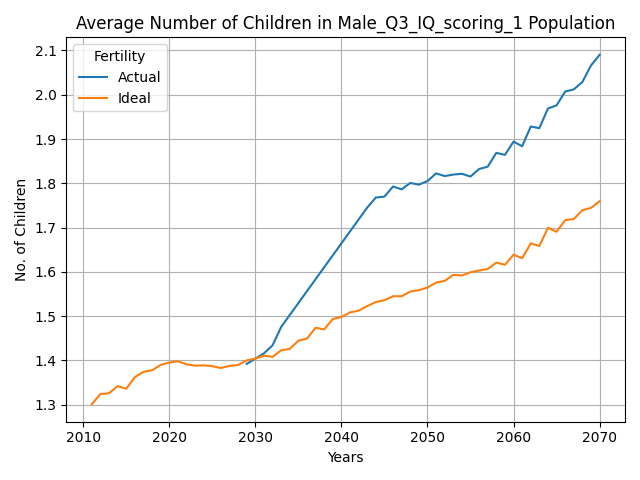 Average Number of Children in Male_Q3_IQ_scoring_1 Population
Fertility
Actual
Ideal
No. of Children
2.1
2.0
1.9
1.8
1.7
1.6
1.5
1.4
1.3
2010 2020 2030 2040 2050 2060 2070
Years